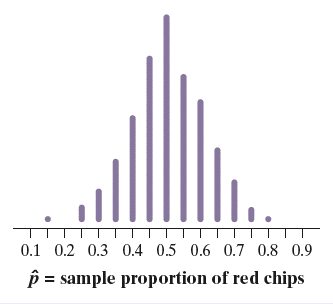 0.1 0.2 0.3 0.4 0.5 0.6 0.7 0.8 0.9
p̂ = sample proportion of red chips